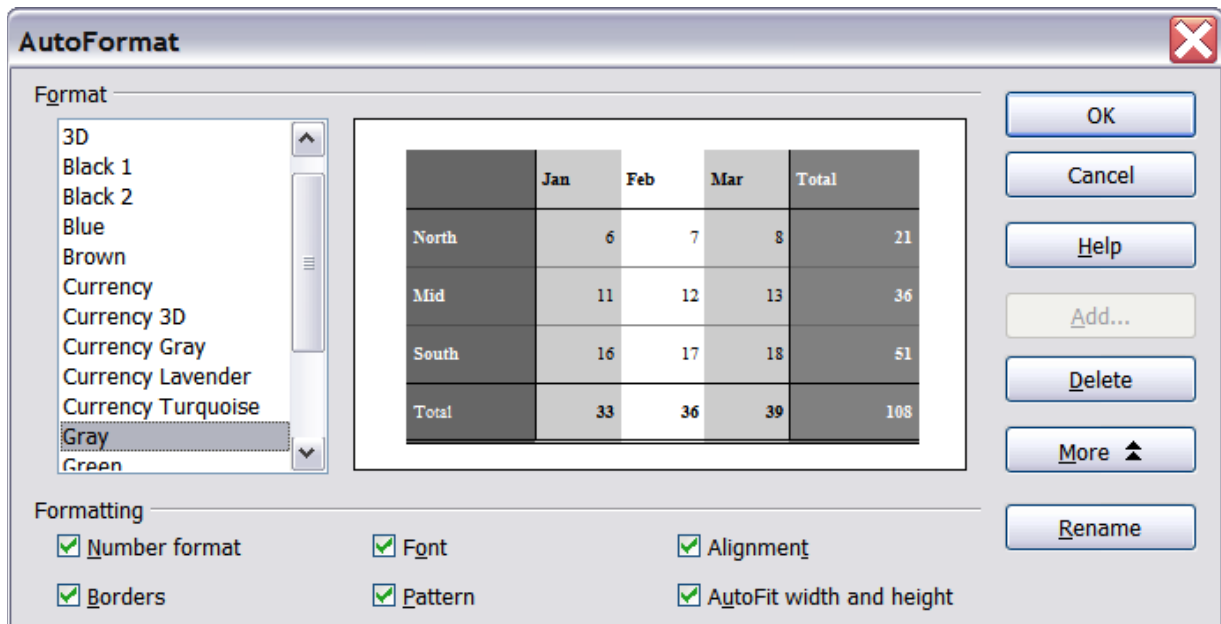 AutoFormat
Format
3D
Black 1
Black 2
Blue
Brown
Currency
Currency 3D
Currency Gray
Currency Lavender
Currency Turquoise
Gray
Green
Jan Feb Mar Total
North 6 7 8 21
Mid 11 12 13 36
South 16 17 18 51
Total 33 36 39 108
OK
Cancel
Help
Add...
Delete
More
Rename
Formatting
Number format Font Alignment
Borders Pattern AutoFit width and height